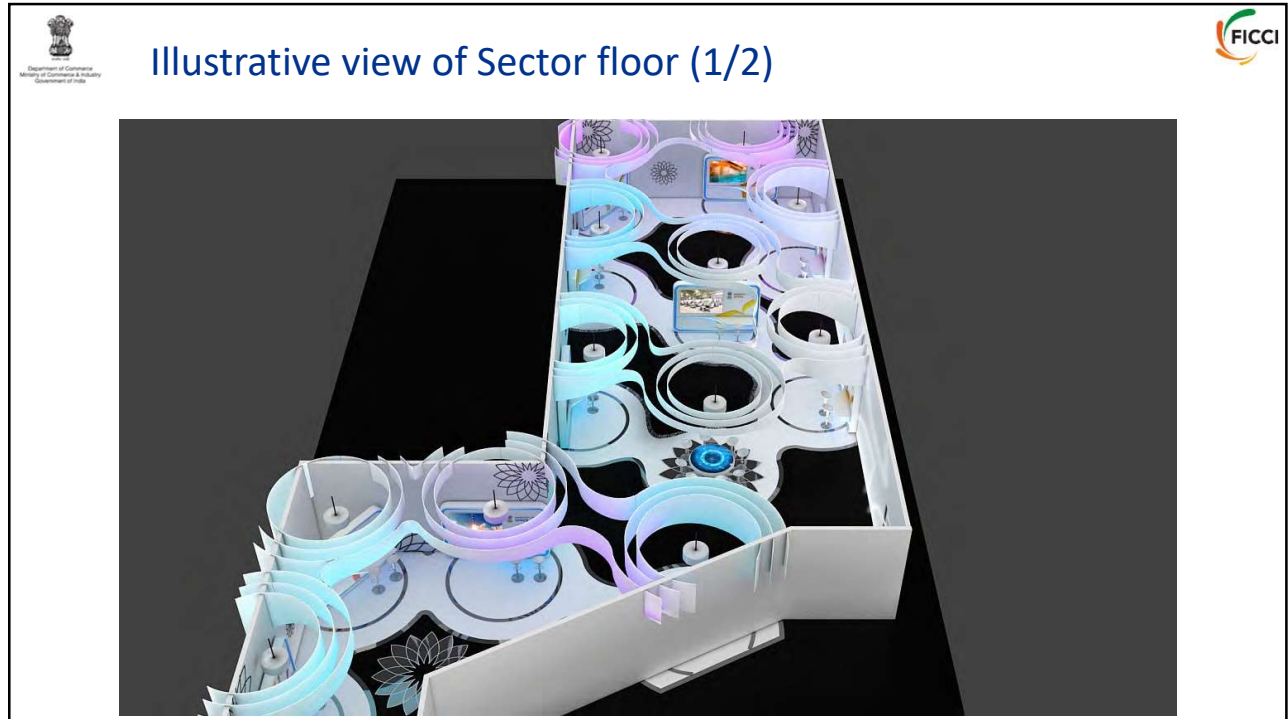 Department of Commerce
Ministry of Commerce & Industry
Government of India
Illustrative view of Sector floor (1/2)
FICCI